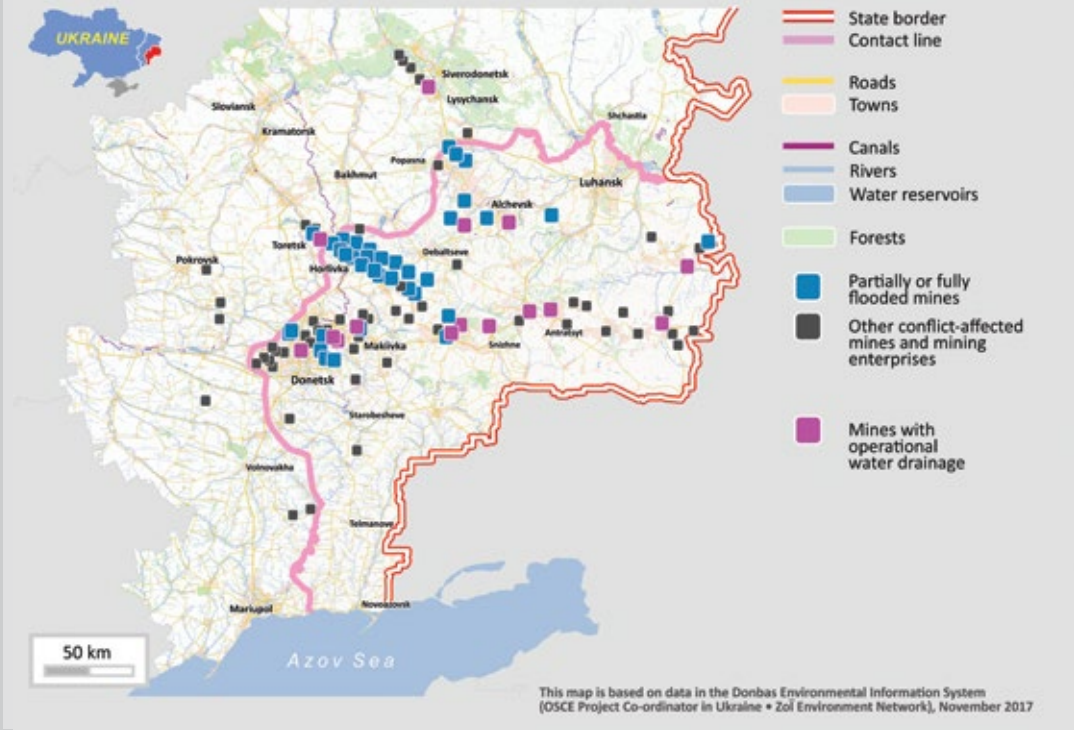 UKRAINE
Siverodonetsk
Lysychansk
Sloviansk
Kramatorsk
Shchastia
Popasna
Bakhmut
Luhansk
Alchevsk
Toretsk
Debaltseve
Pokrovsk
Horlivka
Antratsyt
Makiivka
Snizhne
Donetsk
Starobesheve
Volnovakha
Telmanove
Mariupol
Novoazovsk
Azov Sea
50 km
State border
Contact line
Roads
Towns
Canals
Rivers
Water reservoirs
Forests
Partially or fully
flooded mines
Other conflict-affected
mines and mining
enterprises
Mines with
operational
water drainage
This map is based on data in the Donbas Environmental Information System
(OSCE Project Co-ordinator in Ukraine • Zoï Environment Network), November 2017